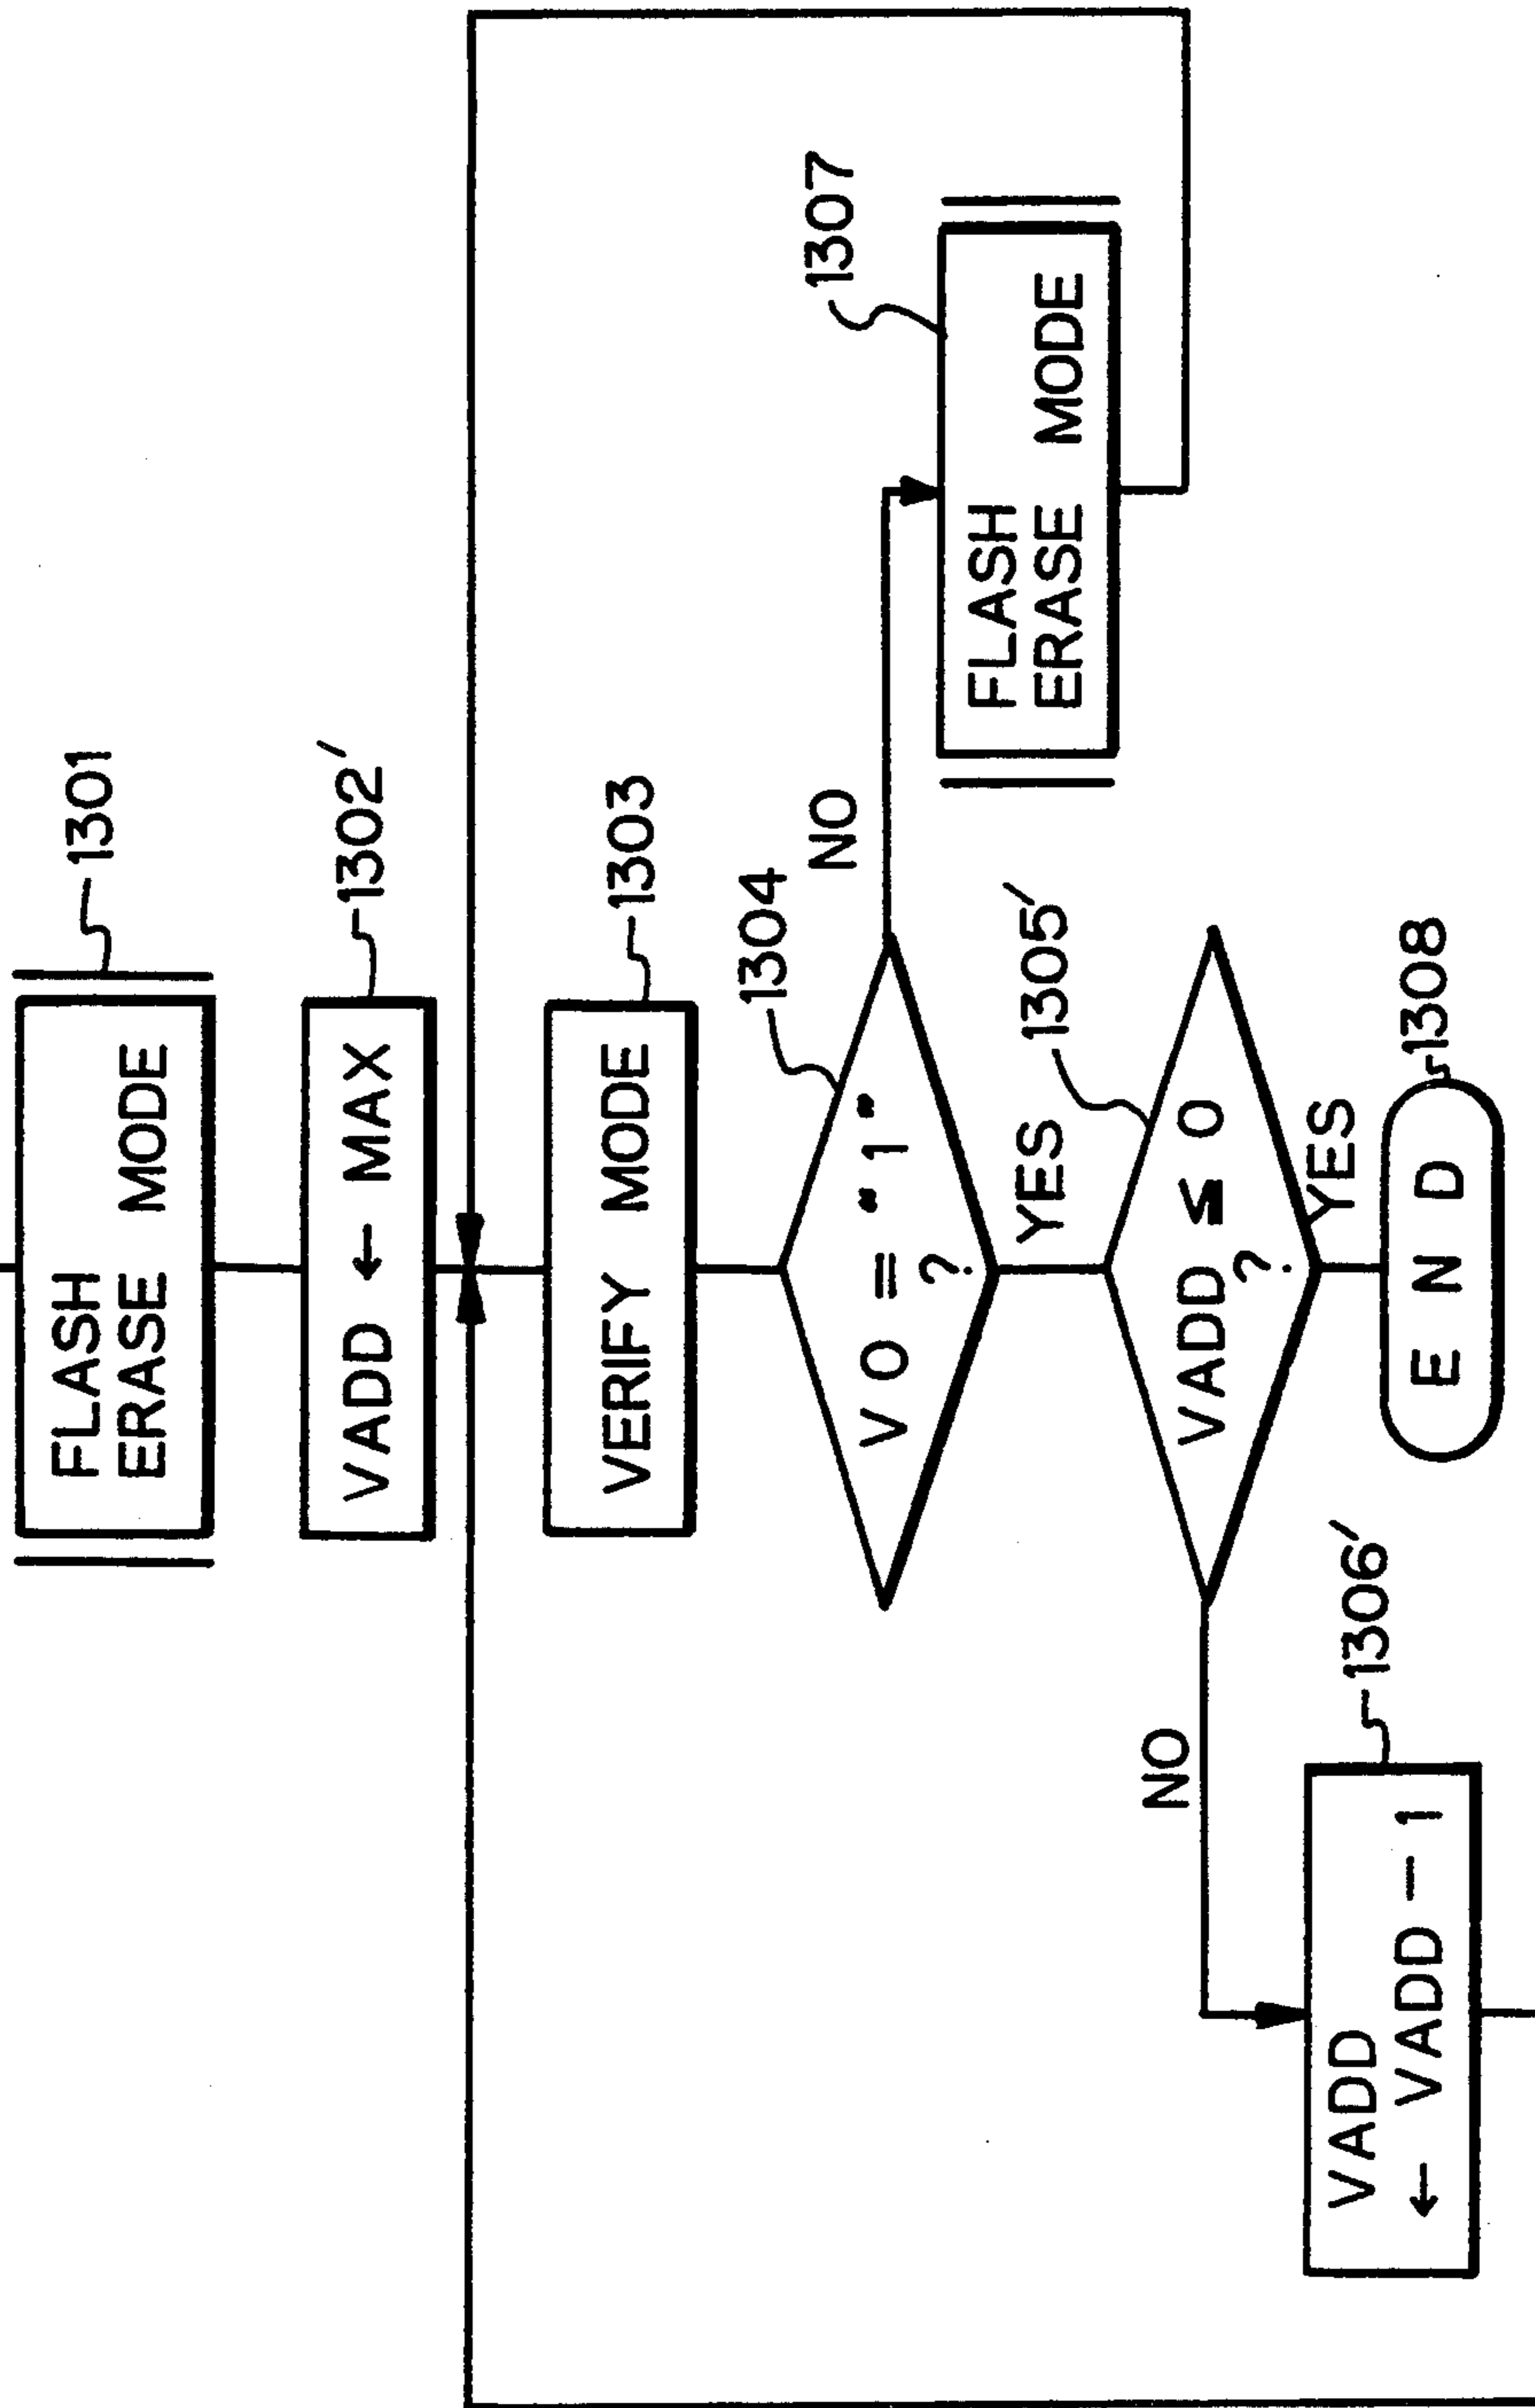 FLASH
ERASE MODE
1301
VADD ← MAX
1302′
VERIFY MODE
1303
V0 = "1"
?
1304
NO
YES
FLASH
ERASE MODE
1307
VADD ≤ 0
?
1305′
NO
YES
VADD
← VADD - 1
1306′
END
1308